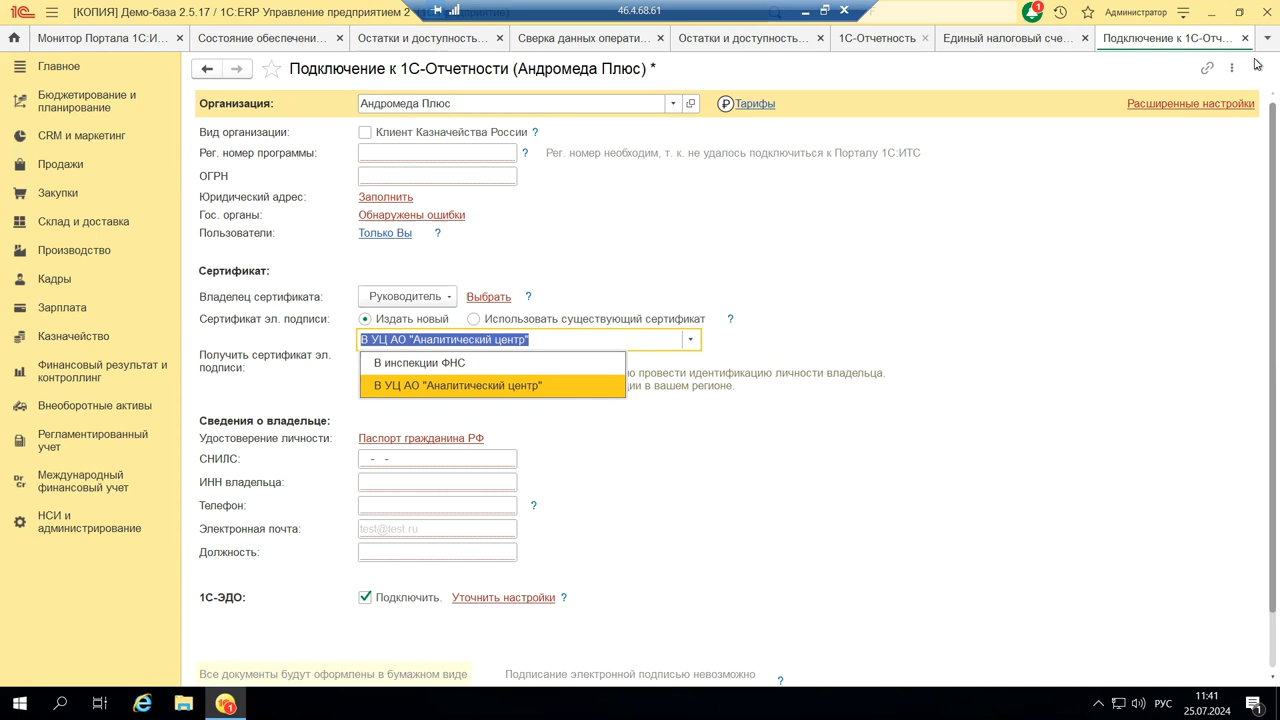 [КОПИЯ] Демо-база 2.5.17 / 1С:ERP Управление предприятием 2
46.4.68.61
Администратор
1
Монитор Портала 1С:И...
Состояние обеспечени...
Остатки и доступность...
Сверка данных операти...
Остатки и доступность...
1С-Отчетность
Единый налоговый сче...
Подключение к 1С-Отч...
Главное
Бюджетирование и планирование
CRM и маркетинг
Продажи
Закупки
Склад и доставка
Производство
Кадры
Зарплата
Казначейство
Финансовый результат и контроллинг
Внеоборотные активы
Регламентированный учет
Международный финансовый учет
НСИ и администрирование
Подключение к 1С-Отчетности (Андромеда Плюс) *
Организация: Андромеда Плюс Тарифы Расширенные настройки
Вид организации: Клиент Казначейства России ?
Рег. номер программы: ? Рег. номер необходим, т. к. не удалось подключиться к Порталу 1С:ИТС
ОГРН
Юридический адрес: Заполнить
Гос. органы: Обнаружены ошибки
Пользователи: Только Вы ?
Сертификат:
Владелец сертификата: Руководитель Выбрать ?
Сертификат эл. подписи: Издать новый Использовать существующий сертификат ?
В УЦ АО "Аналитический центр"
Получить сертификат эл. подписи:
В инспекции ФНС
В УЦ АО "Аналитический центр"
провести идентификацию личности владельца.
в вашем регионе.
Сведения о владельце:
Удостоверение личности: Паспорт гражданина РФ
СНИЛС: - -
ИНН владельца:
Телефон: ?
Электронная почта: test@test.ru
Должность:
1С-ЭДО: Подключить. Уточнить настройки ?
Все документы будут оформлены в бумажном виде Подписание электронной подписью невозможно ?
РУС
11:41
25.07.2024
1
1